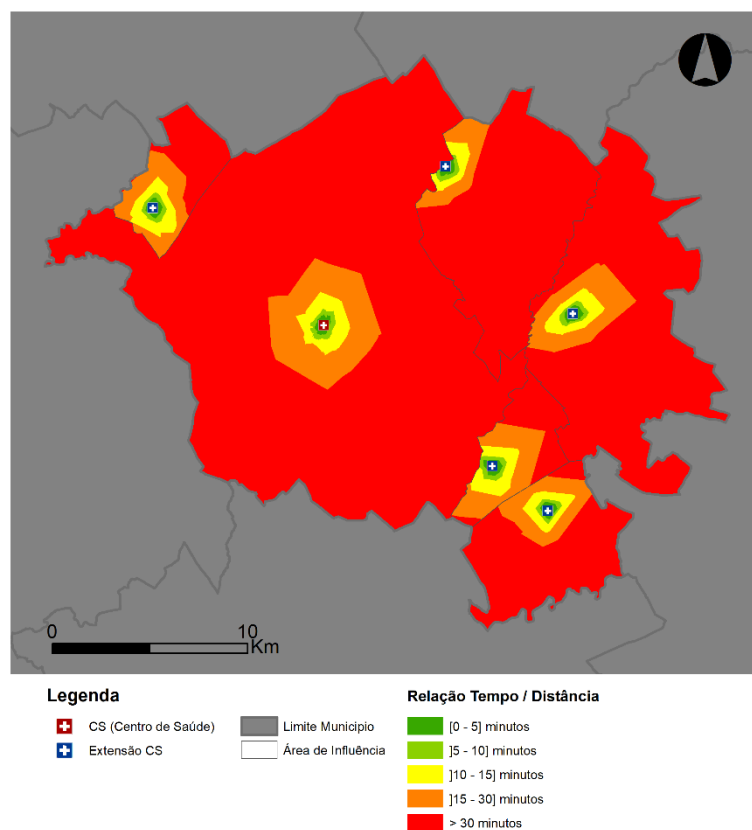 0 10
Km
Legenda
CS (Centro de Saúde)
Extensão CS
Limite Municipio
Área de Influência
Relação Tempo / Distância
[0 - 5] minutos
]5 - 10] minutos
]10 - 15] minutos
]15 - 30] minutos
> 30 minutos